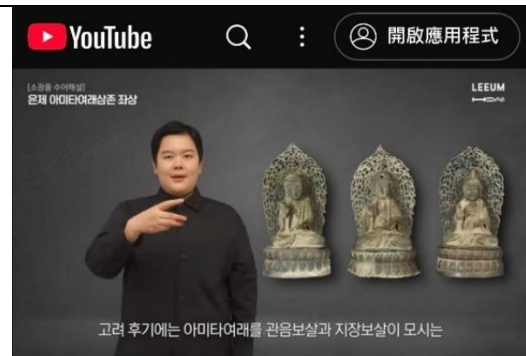 YouTube
開啟應用程式
[소장품 수어해설]
은제 아미타여래삼존 좌상
LEEUM
고려 후기에는 아미타여래를 관음보살과 지장보살이 모시는